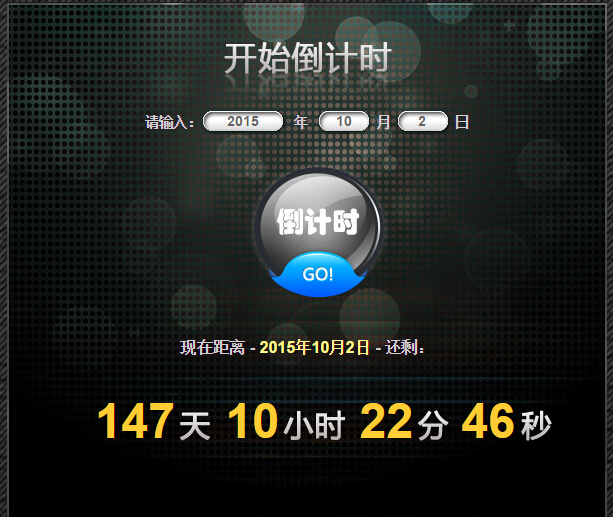 开始倒计时
请输入: 2015 年 10 月 2 日
倒计时
GO!
现在距离 - 2015年10月2日 - 还剩:
147天 10小时 22分 46秒